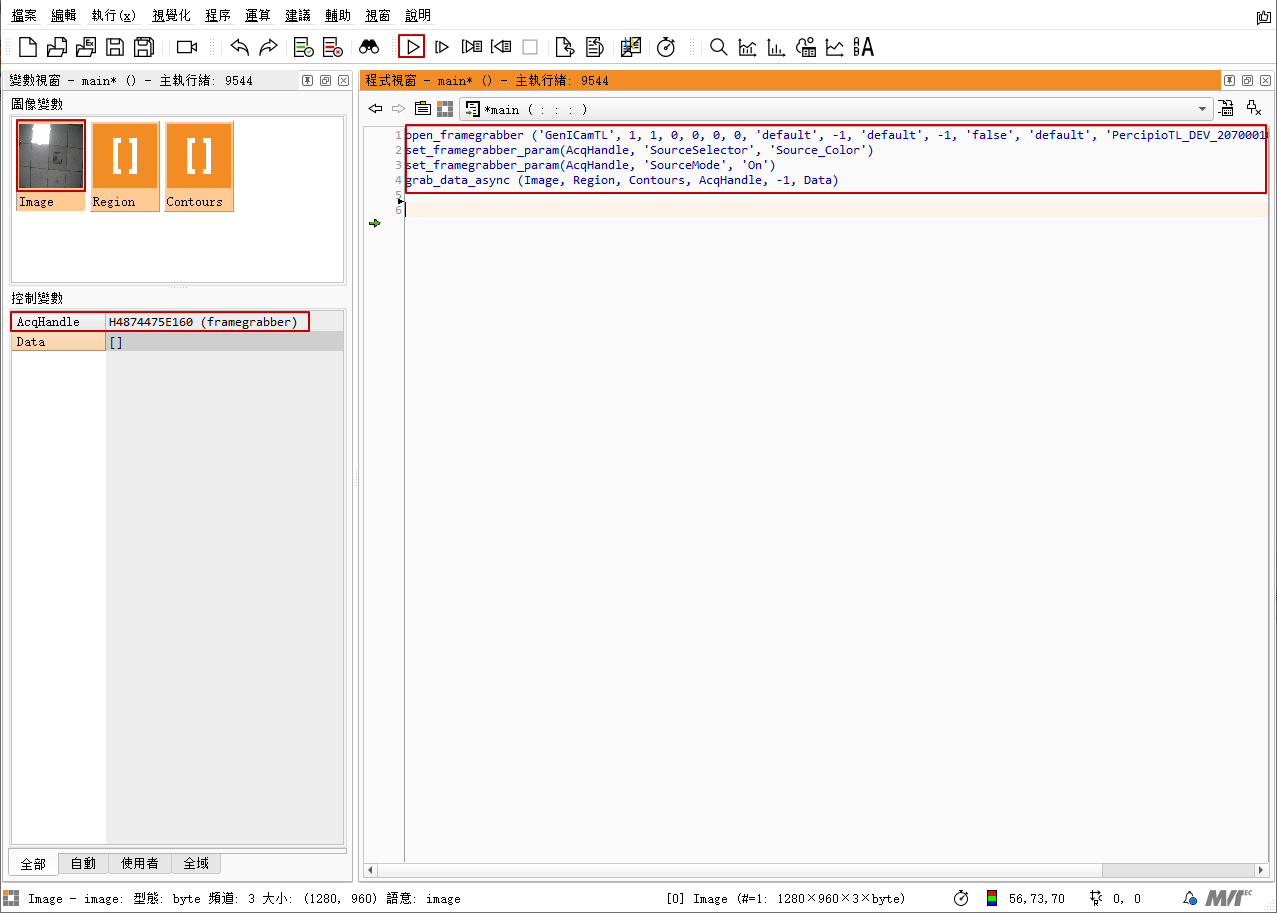 檔案 編輯 執行(x) 視覺化 程序 運算 建議 輔助 視窗 說明
變數視窗 - main* () - 主執行緒: 9544
圖像變數
Image Region Contours
控制變數
AcqHandle H4874475E160 (framegrabber)
Data []
全部 自動 使用者 全域
程式視窗 - main* () - 主執行緒: 9544
*main ( : : : )
1 open_framegrabber ('GenICamTL', 1, 1, 0, 0, 0, 0, 'default', -1, 'default', -1, 'false', 'default', 'PercipioTL_DEV_2070001
2 set_framegrabber_param(AcqHandle, 'SourceSelector', 'Source_Color')
3 set_framegrabber_param(AcqHandle, 'SourceMode', 'On')
4 grab_data_async (Image, Region, Contours, AcqHandle, -1, Data)
5
6
Image - image: 型態: byte 頻道: 3 大小: (1280, 960) 語意: image
[0] Image (#=1: 1280×960×3×byte)
56,73,70
0, 0
MVTEC